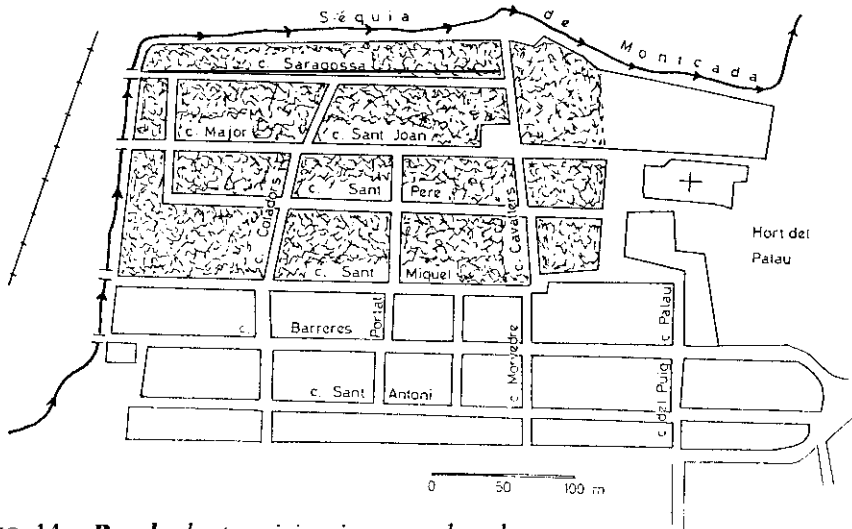 Séquia de Montcada
c. Saragossa
c. Major
c. Sant Joan
c. Coladors
c. Sant Pere
c. Cavallers
c. Sant Miquel
Hort del
Palau
c. Barreres
Portal
c. Morvedre
c. Palau
c. Sant Antoni
c. del Puig
0 50 100 m